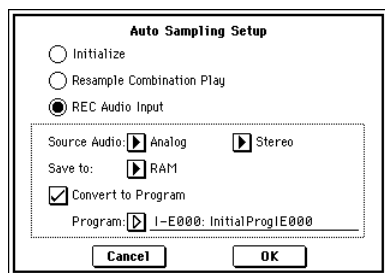 Auto Sampling Setup
Initialize
Resample Combination Play
REC Audio Input
Source Audio: Analog Stereo
Save to: RAM
Convert to Program
Program: I-E000: InitialProgIE000
Cancel OK